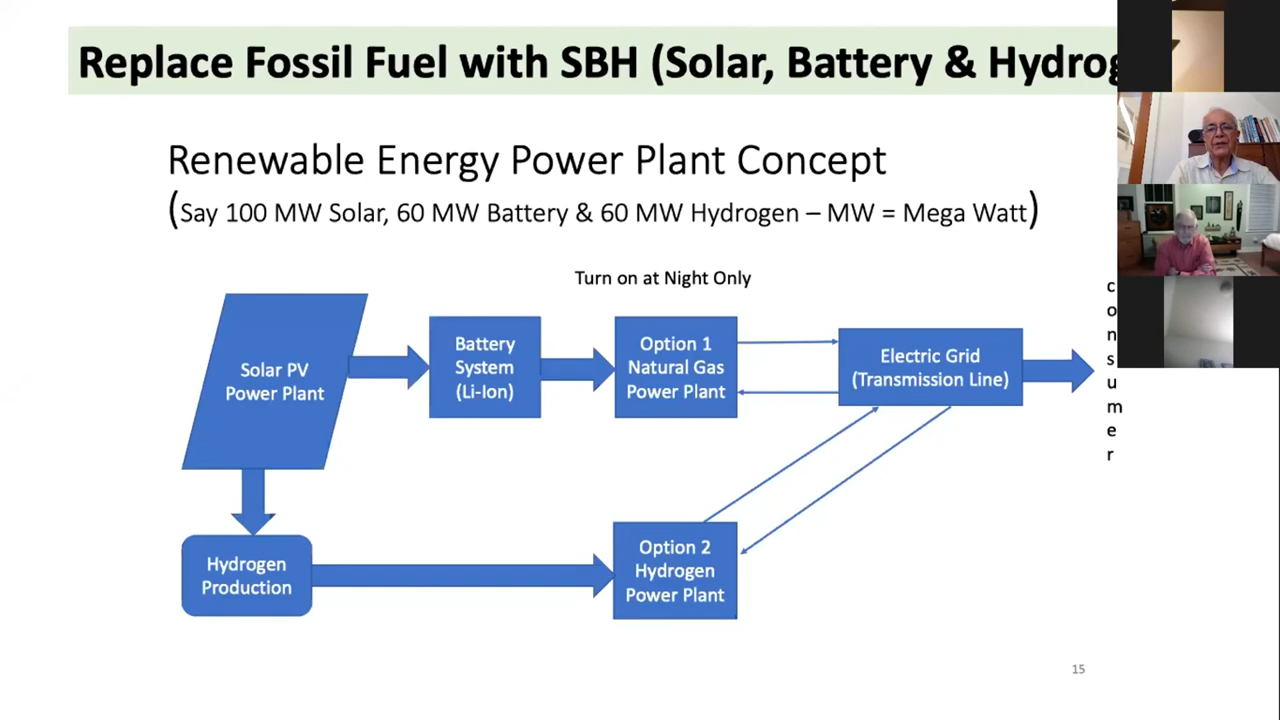 Replace Fossil Fuel with SBH (Solar, Battery & Hydrog
Renewable Energy Power Plant Concept
(Say 100 MW Solar, 60 MW Battery & 60 MW Hydrogen – MW = Mega Watt)
Turn on at Night Only
Solar PV
Power Plant
Battery
System
(Li-Ion)
Option 1
Natural Gas
Power Plant
Electric Grid
(Transmission Line)
c
o
n
s
u
m
e
r
Hydrogen
Production
Option 2
Hydrogen
Power Plant
15